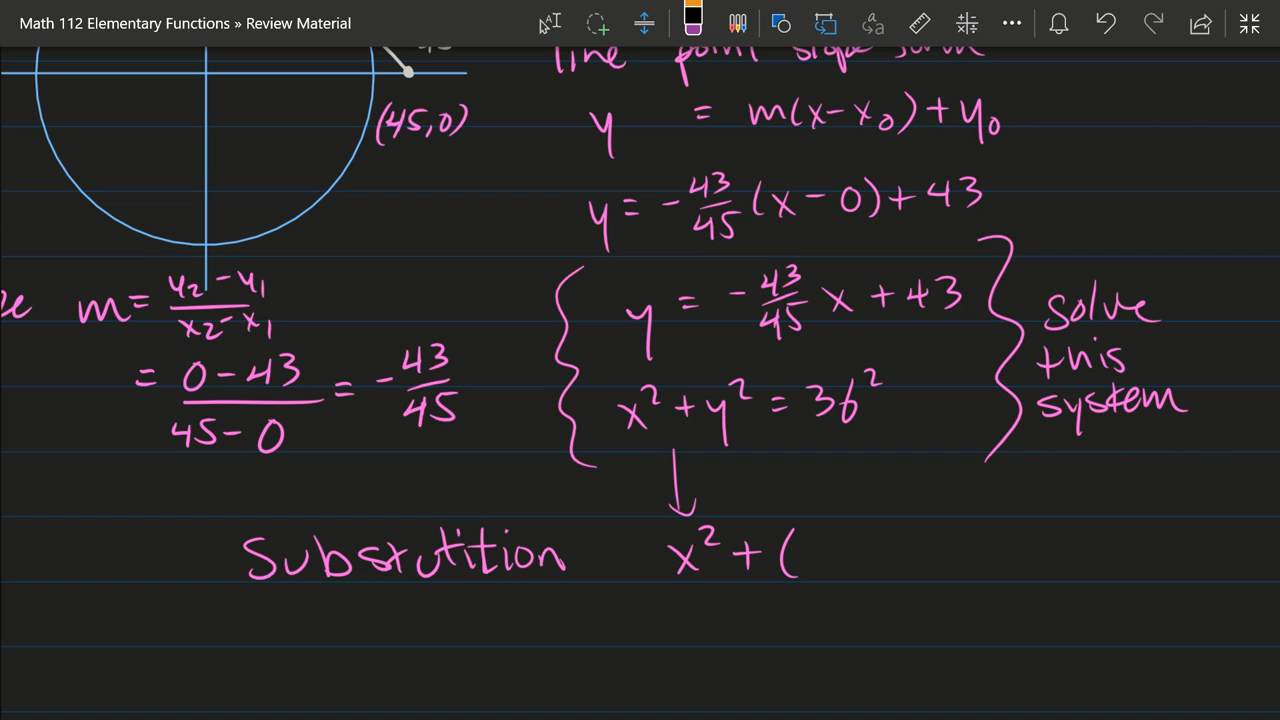 Math 112 Elementary Functions » Review Material
line point slope form
(45,0)
y = m(x-x₀)+y₀
y = -43/45 (x-0)+43
m = y₂-y₁/x₂-x₁
= 0-43/45-0 = -43/45
y = -43/45 x + 43
x² + y² = 36²
solve
this
system
Substutition x² + (